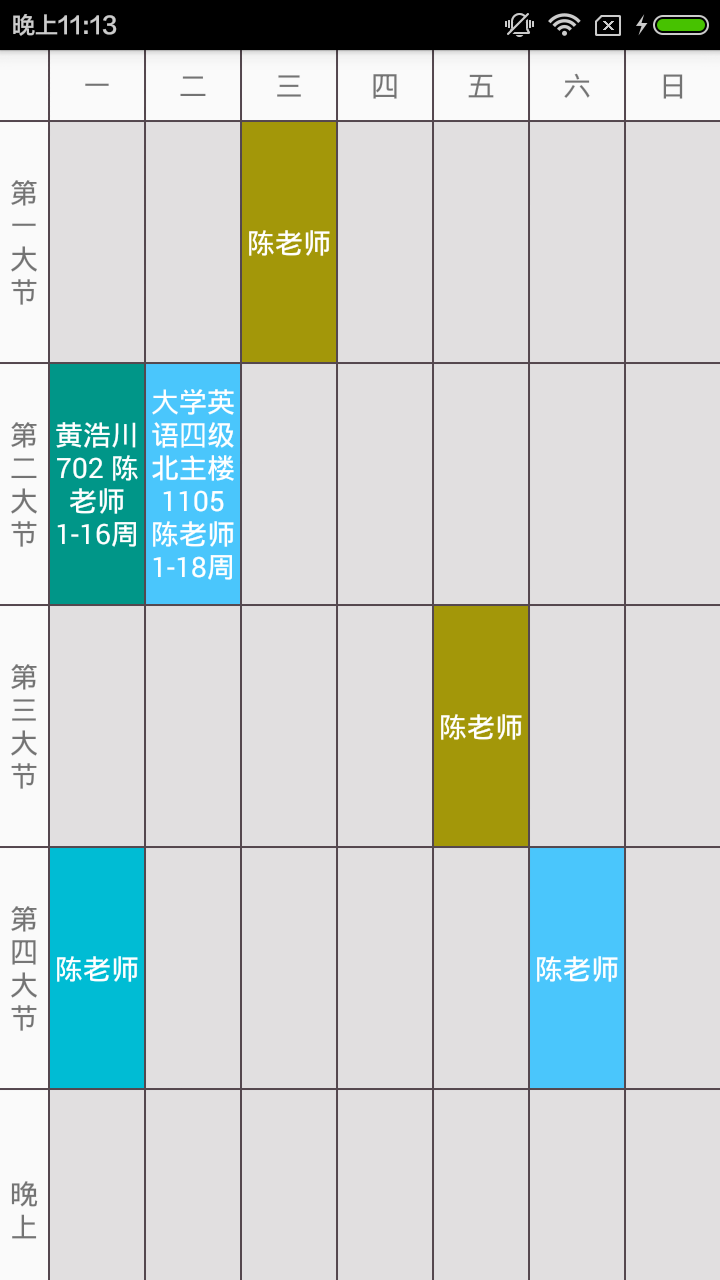 晚上11:13
一 二 三 四 五 六 日
第
一
大
节
陈老师
第
二
大
节
黄浩川
702 陈
老师
1-16周
大学英
语四级
北主楼
1105
陈老师
1-18周
第
三
大
节
陈老师
第
四
大
节
陈老师
陈老师
晚
上